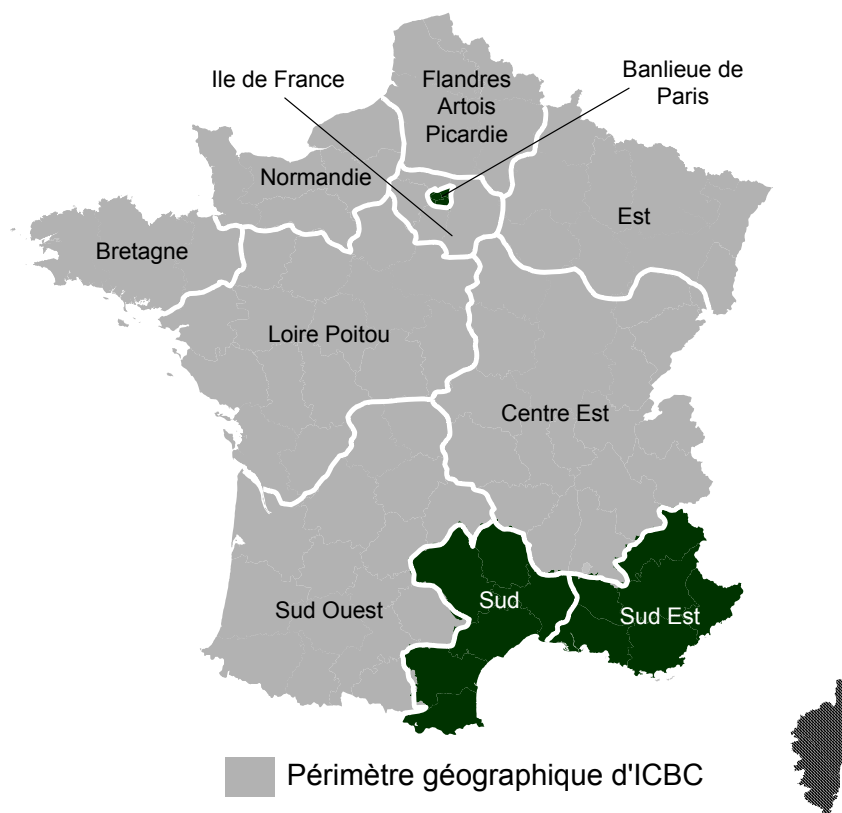 Ile de France
Flandres
Artois
Picardie
Banlieue de
Paris
Normandie
Est
Bretagne
Loire Poitou
Centre Est
Sud Ouest
Sud
Sud Est
Périmètre géographique d'ICBC